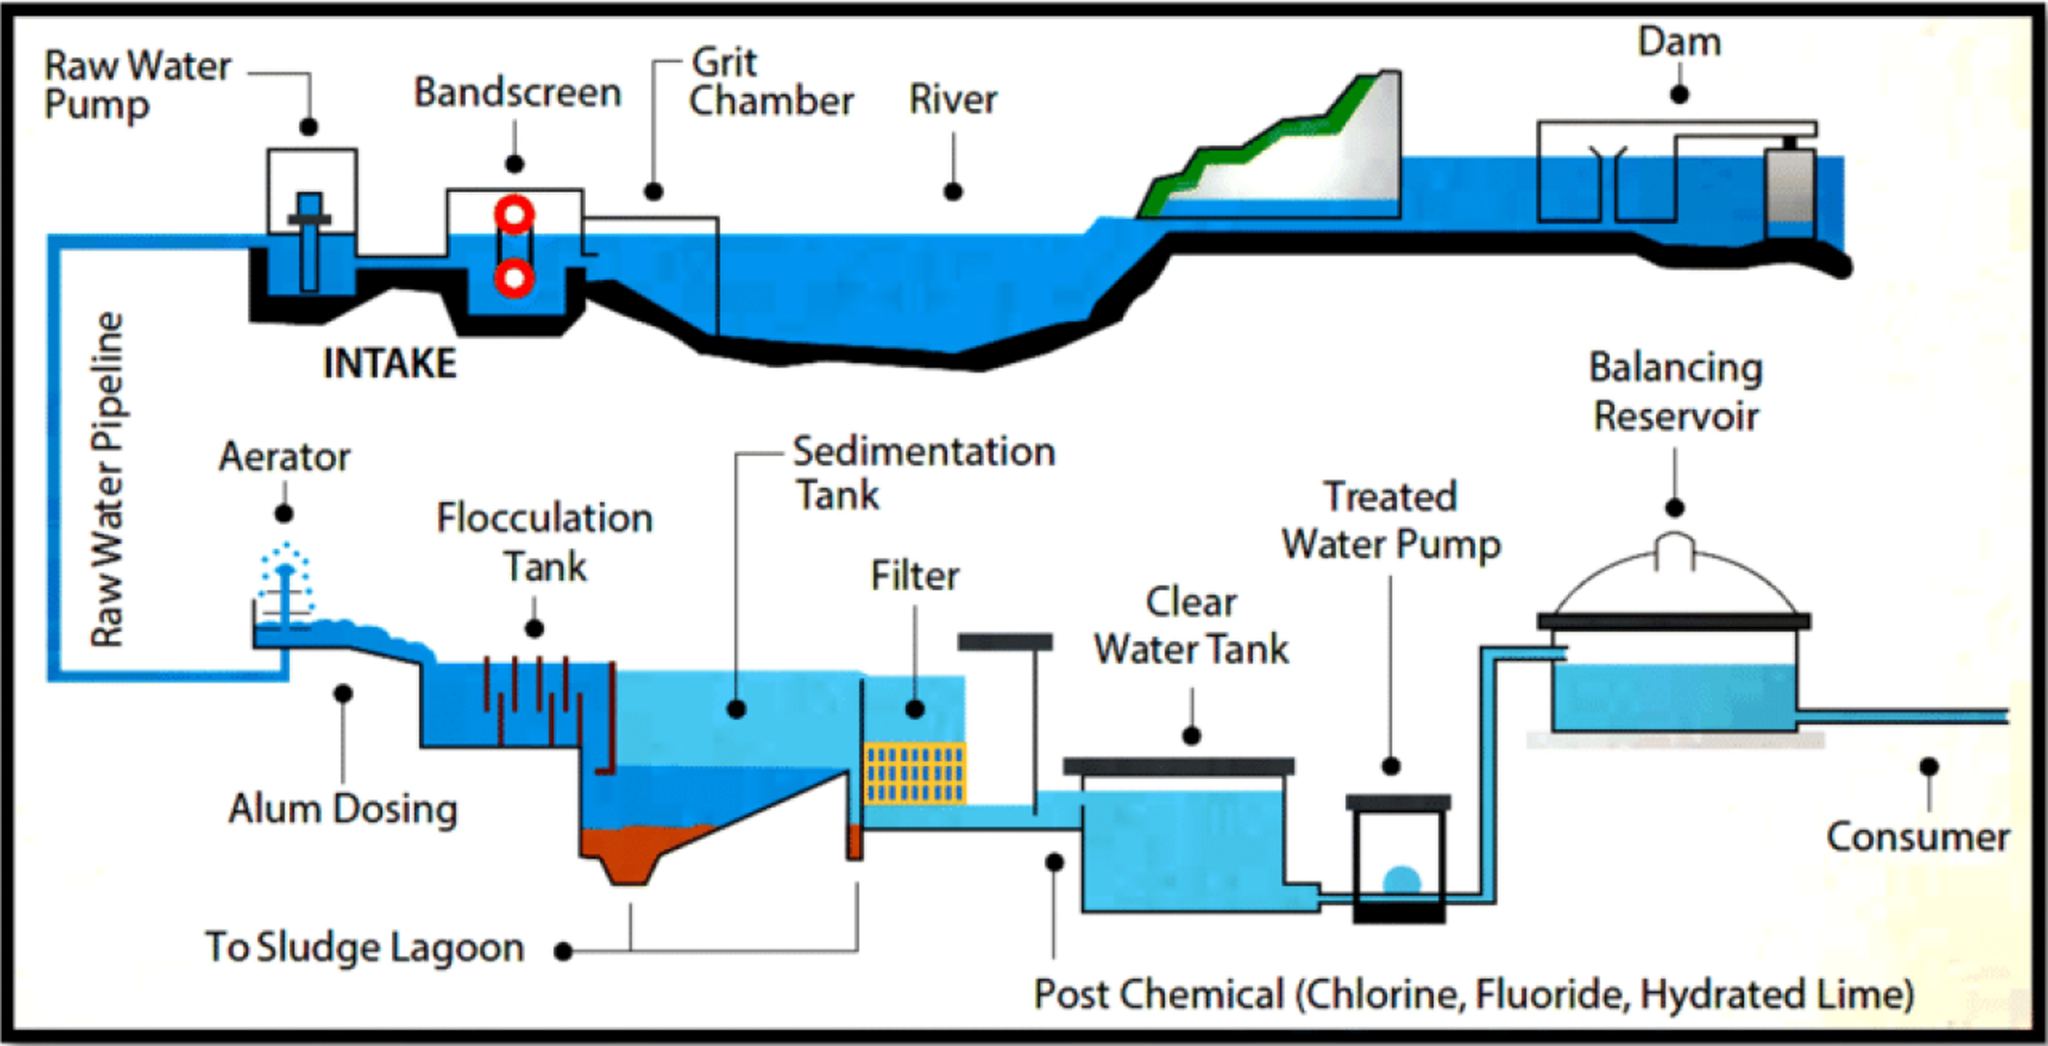 Raw Water
Pump
Bandscreen
Grit
Chamber
River
Dam
INTAKE
Raw Water Pipeline
Balancing
Reservoir
Aerator
Sedimentation
Tank
Flocculation
Tank
Treated
Water Pump
Filter
Clear
Water Tank
Alum Dosing
Consumer
To Sludge Lagoon
Post Chemical (Chlorine, Fluoride, Hydrated Lime)